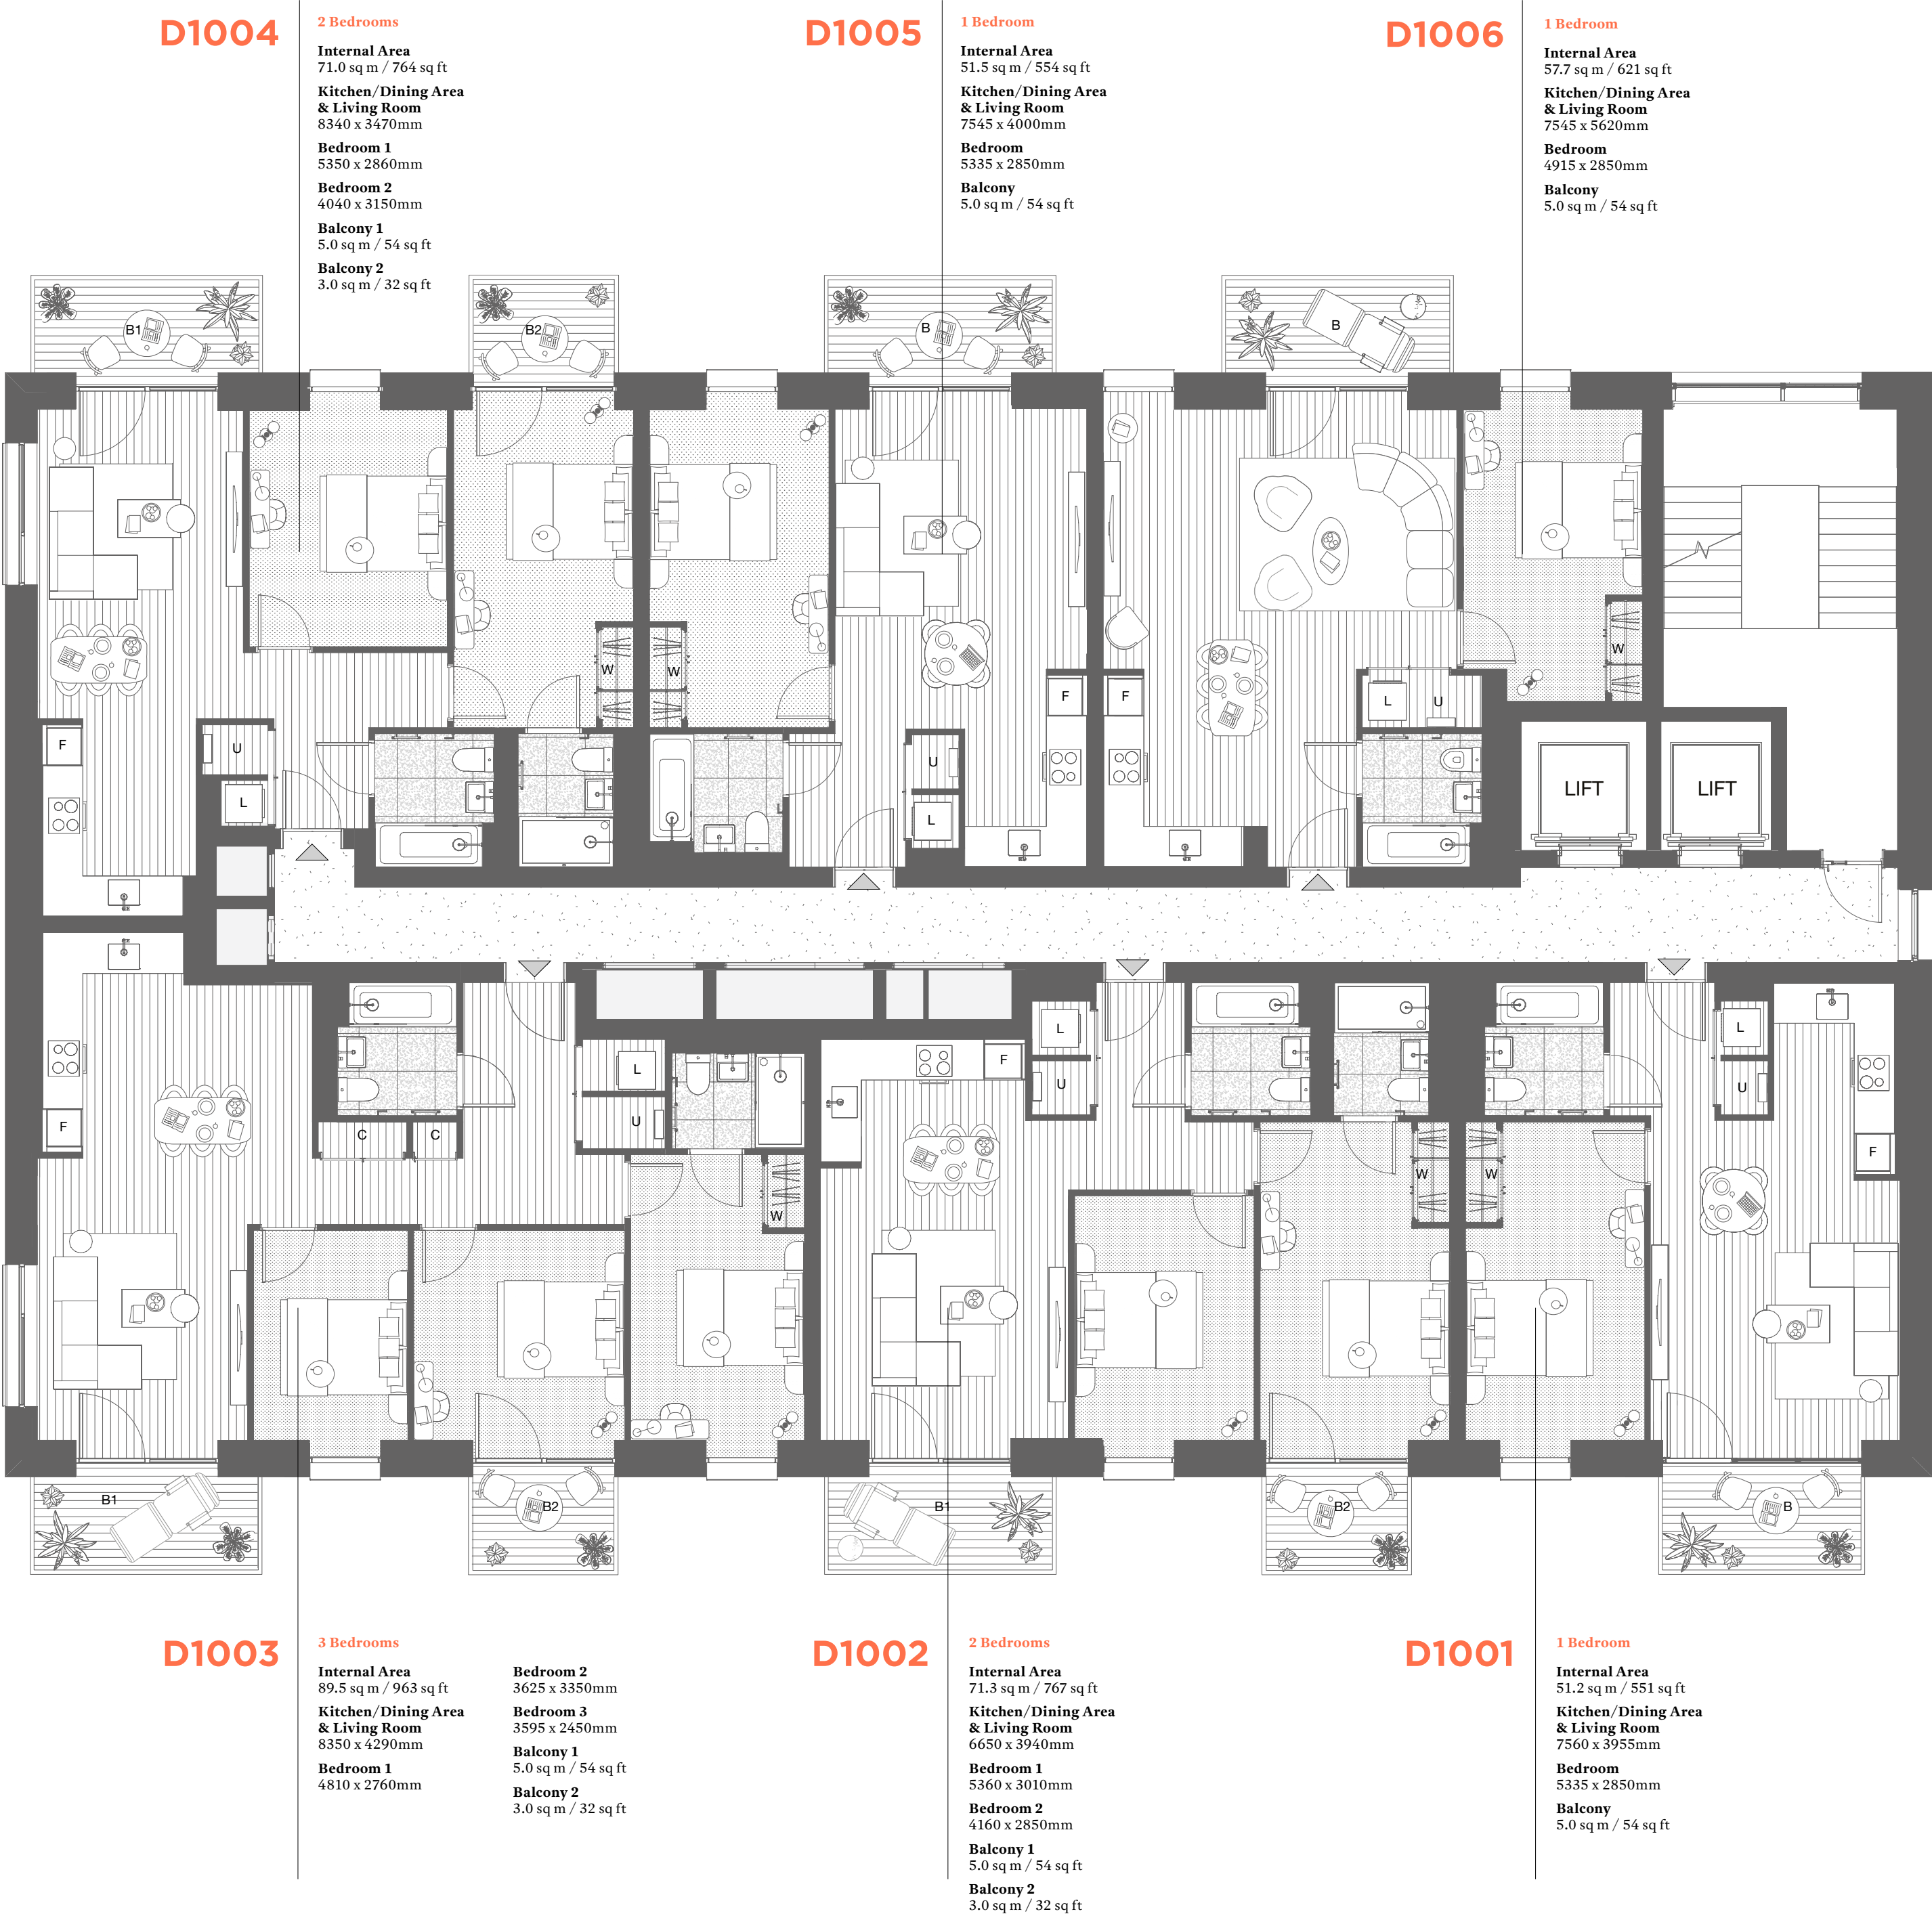 D1004
2 Bedrooms
Internal Area
71.0 sq m / 764 sq ft
Kitchen/Dining Area
& Living Room
8340 x 3470mm
Bedroom 1
5350 x 2860mm
Bedroom 2
4040 x 3150mm
Balcony 1
5.0 sq m / 54 sq ft
Balcony 2
3.0 sq m / 32 sq ft
D1005
1 Bedroom
Internal Area
51.5 sq m / 554 sq ft
Kitchen/Dining Area
& Living Room
7545 x 4000mm
Bedroom
5335 x 2850mm
Balcony
5.0 sq m / 54 sq ft
D1006
1 Bedroom
Internal Area
57.7 sq m / 621 sq ft
Kitchen/Dining Area
& Living Room
7545 x 5620mm
Bedroom
4915 x 2850mm
Balcony
5.0 sq m / 54 sq ft
B1
B2
B
B
W
W
W
F
U
L
F
F
L
U
U
L
L
LIFT
LIFT
L
U
F
C
C
L
U
W
F
L
U
W
W
L
U
F
B1
B2
B1
B2
B
D1003
3 Bedrooms
Internal Area
89.5 sq m / 963 sq ft
Kitchen/Dining Area
& Living Room
8350 x 4290mm
Bedroom 1
4810 x 2760mm
Bedroom 2
3625 x 3350mm
Bedroom 3
3595 x 2450mm
Balcony 1
5.0 sq m / 54 sq ft
Balcony 2
3.0 sq m / 32 sq ft
D1002
2 Bedrooms
Internal Area
71.3 sq m / 767 sq ft
Kitchen/Dining Area
& Living Room
6650 x 3940mm
Bedroom 1
5360 x 3010mm
Bedroom 2
4160 x 2850mm
Balcony 1
5.0 sq m / 54 sq ft
Balcony 2
3.0 sq m / 32 sq ft
D1001
1 Bedroom
Internal Area
51.2 sq m / 551 sq ft
Kitchen/Dining Area
& Living Room
7560 x 3955mm
Bedroom
5335 x 2850mm
Balcony
5.0 sq m / 54 sq ft